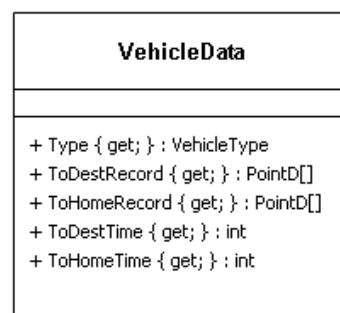 VehicleData
+ Type { get; } : VehicleType
+ ToDestRecord { get; } : PointD[]
+ ToHomeRecord { get; } : PointD[]
+ ToDestTime { get; } : int
+ ToHomeTime { get; } : int